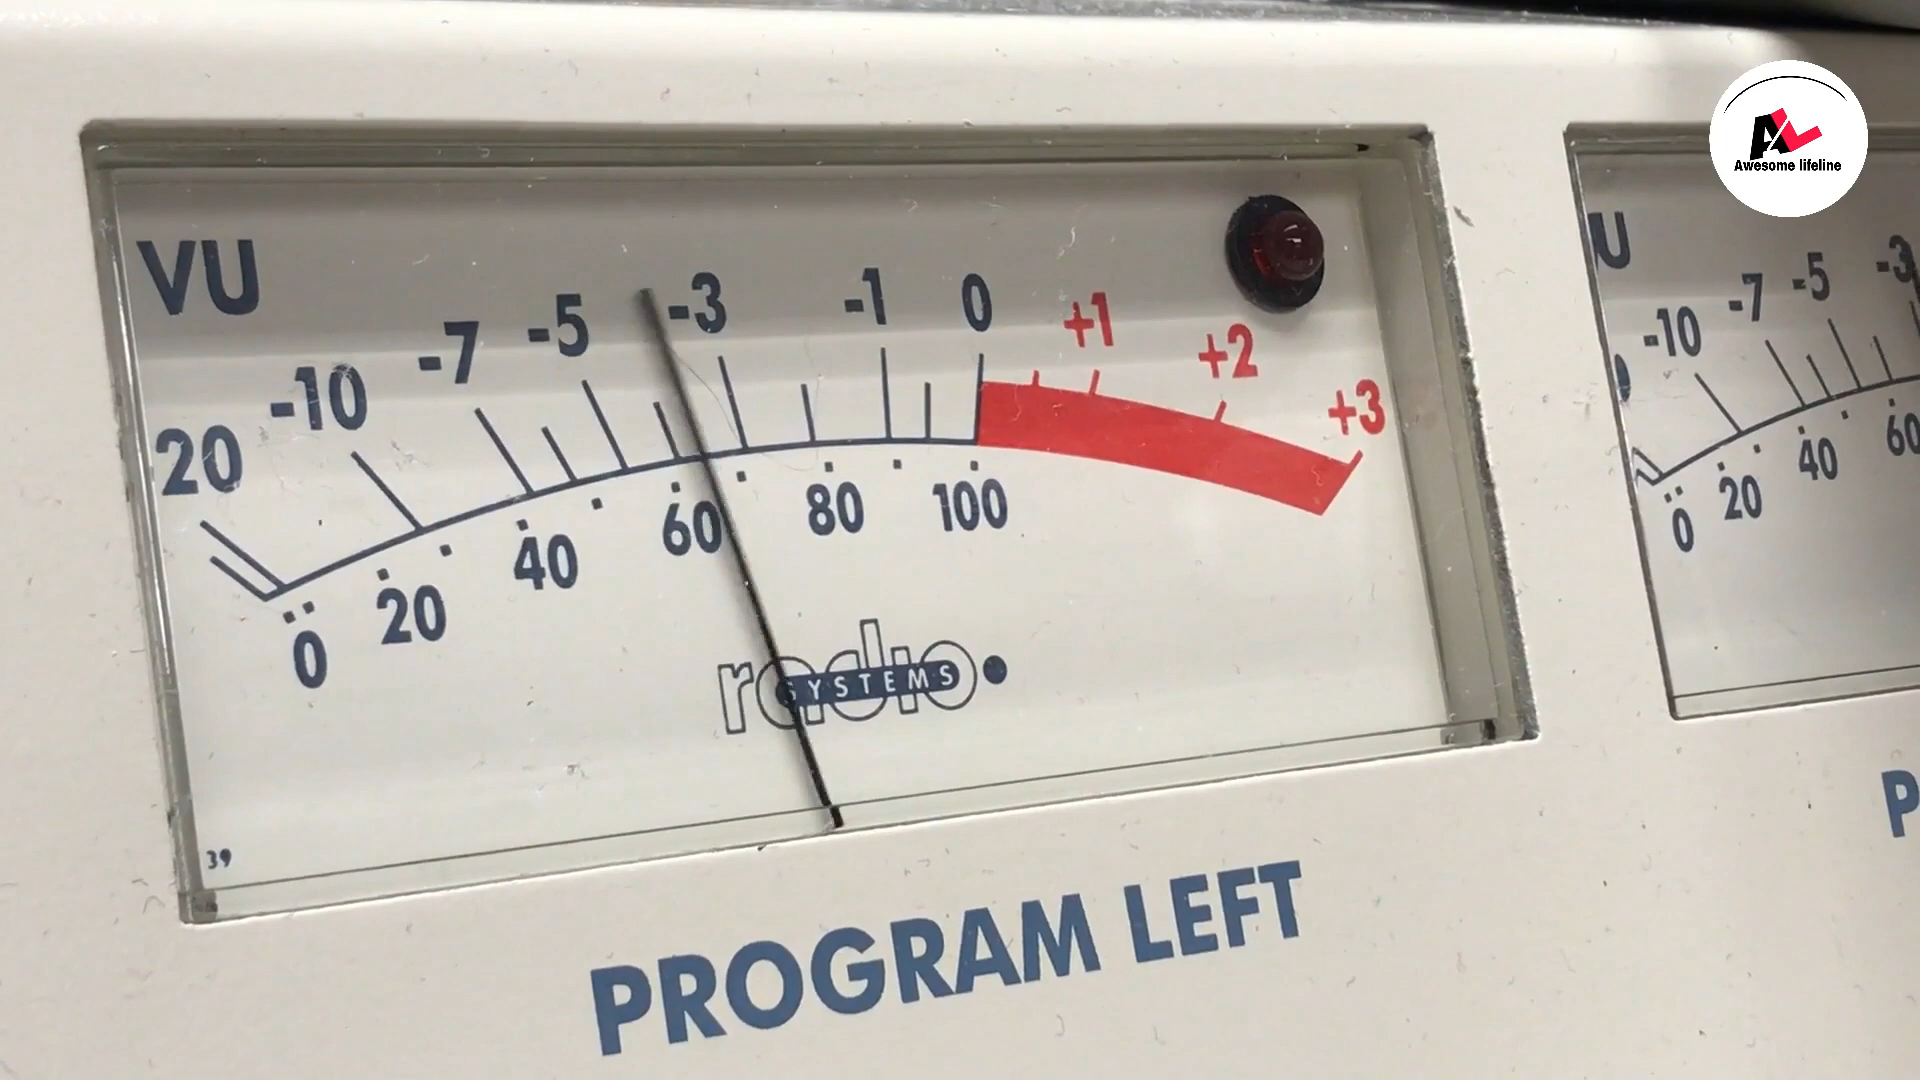 VU
20 -10 -7 -5 -3 -1 0 +1 +2 +3
0 20 40 60 80 100
radio
SYSTEMS
39
PROGRAM LEFT
U
-10 -7 -5 -3
0 20 40 60
P
AL
Awesome lifeline